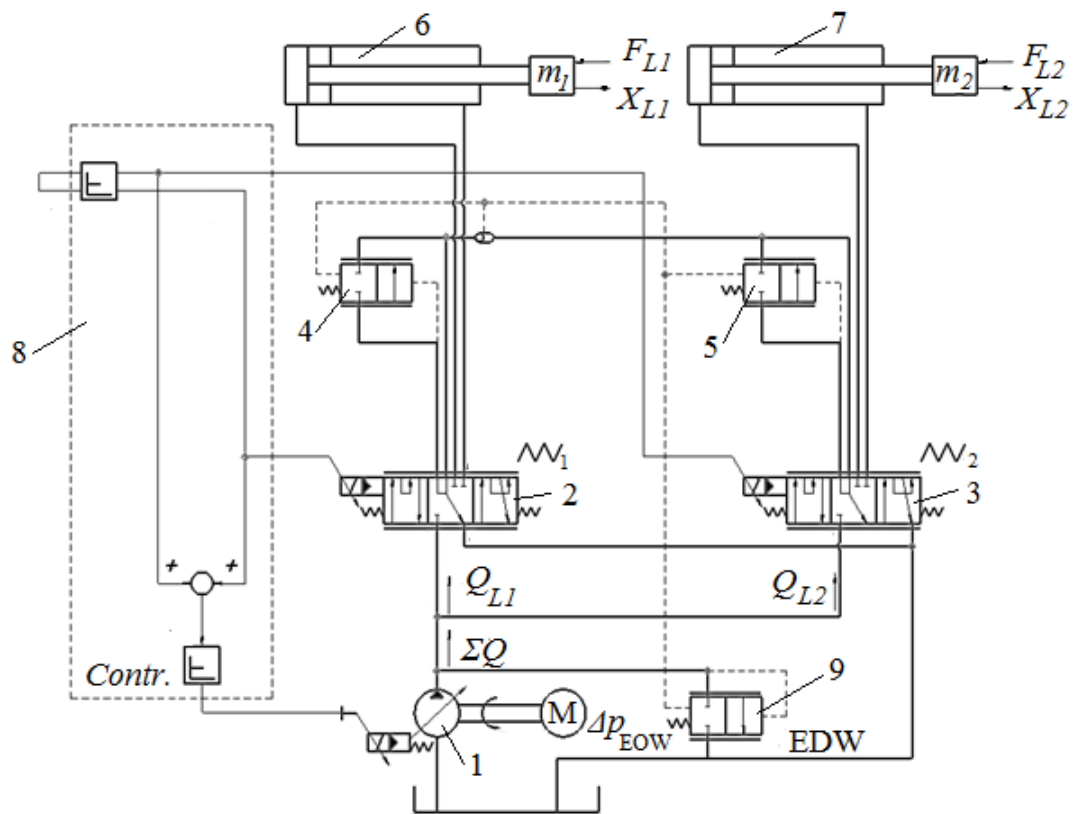 6
7
F_L1
m_1
X_L1
F_L2
m_2
X_L2
8
4
5
1
2
2
3
+ +
Q_L1
Q_L2
ΣQ
Contr.
M
Δp_EOW
1
9
EDW